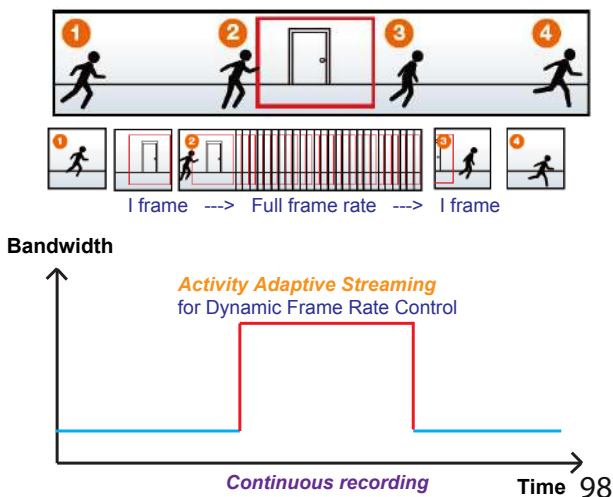 1 2 3 4
1 2 3 4
I frame ---> Full frame rate ---> I frame
Bandwidth
Activity Adaptive Streaming
for Dynamic Frame Rate Control
Continuous recording
Time 98